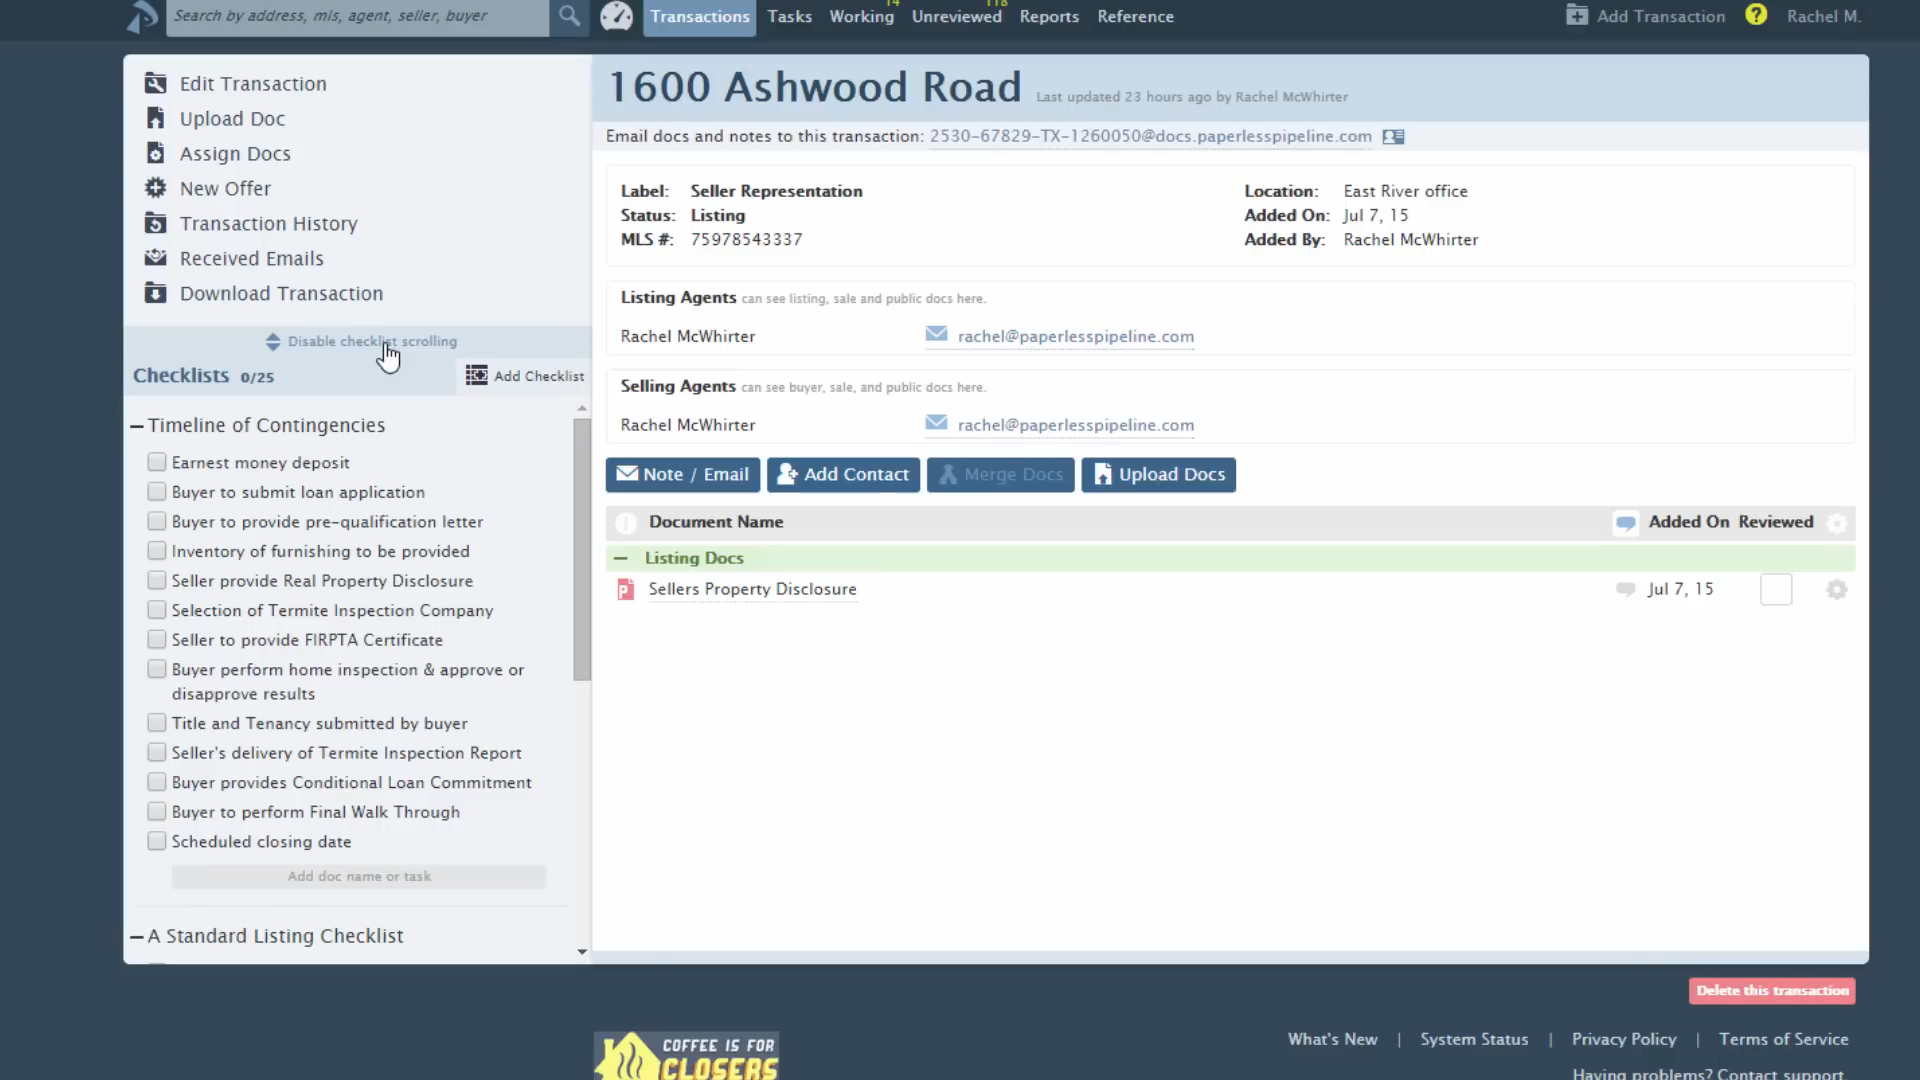 Search by address, mls, agent, seller, buyer
Transactions
Tasks
Working
Unreviewed
118
Reports
Reference
Add Transaction
?
Rachel M.
Edit Transaction
Upload Doc
Assign Docs
New Offer
Transaction History
Received Emails
Download Transaction
Disable checklist scrolling
Checklists 0/25
Add Checklist
Timeline of Contingencies
Earnest money deposit
Buyer to submit loan application
Buyer to provide pre-qualification letter
Inventory of furnishing to be provided
Seller provide Real Property Disclosure
Selection of Termite Inspection Company
Seller to provide FIRPTA Certificate
Buyer perform home inspection & approve or
disapprove results
Title and Tenancy submitted by buyer
Seller's delivery of Termite Inspection Report
Buyer provides Conditional Loan Commitment
Buyer to perform Final Walk Through
Scheduled closing date
Add doc name or task
A Standard Listing Checklist
1600 Ashwood Road Last updated 23 hours ago by Rachel McWhirter
Email docs and notes to this transaction: 2530-67829-TX-1260050@docs.paperlesspipeline.com
Label: Seller Representation
Status: Listing
MLS #: 75978543337
Location: East River office
Added On: Jul 7, 15
Added By: Rachel McWhirter
Listing Agents can see listing, sale and public docs here.
Rachel McWhirter rachel@paperlesspipeline.com
Selling Agents can see buyer, sale, and public docs here.
Rachel McWhirter rachel@paperlesspipeline.com
Note / Email
Add Contact
Merge Docs
Upload Docs
Document Name Added On Reviewed
Listing Docs
Sellers Property Disclosure Jul 7, 15
Delete this transaction
COFFEE IS FOR
CLOSERS
What's New | System Status | Privacy Policy | Terms of Service
Having problems? Contact support